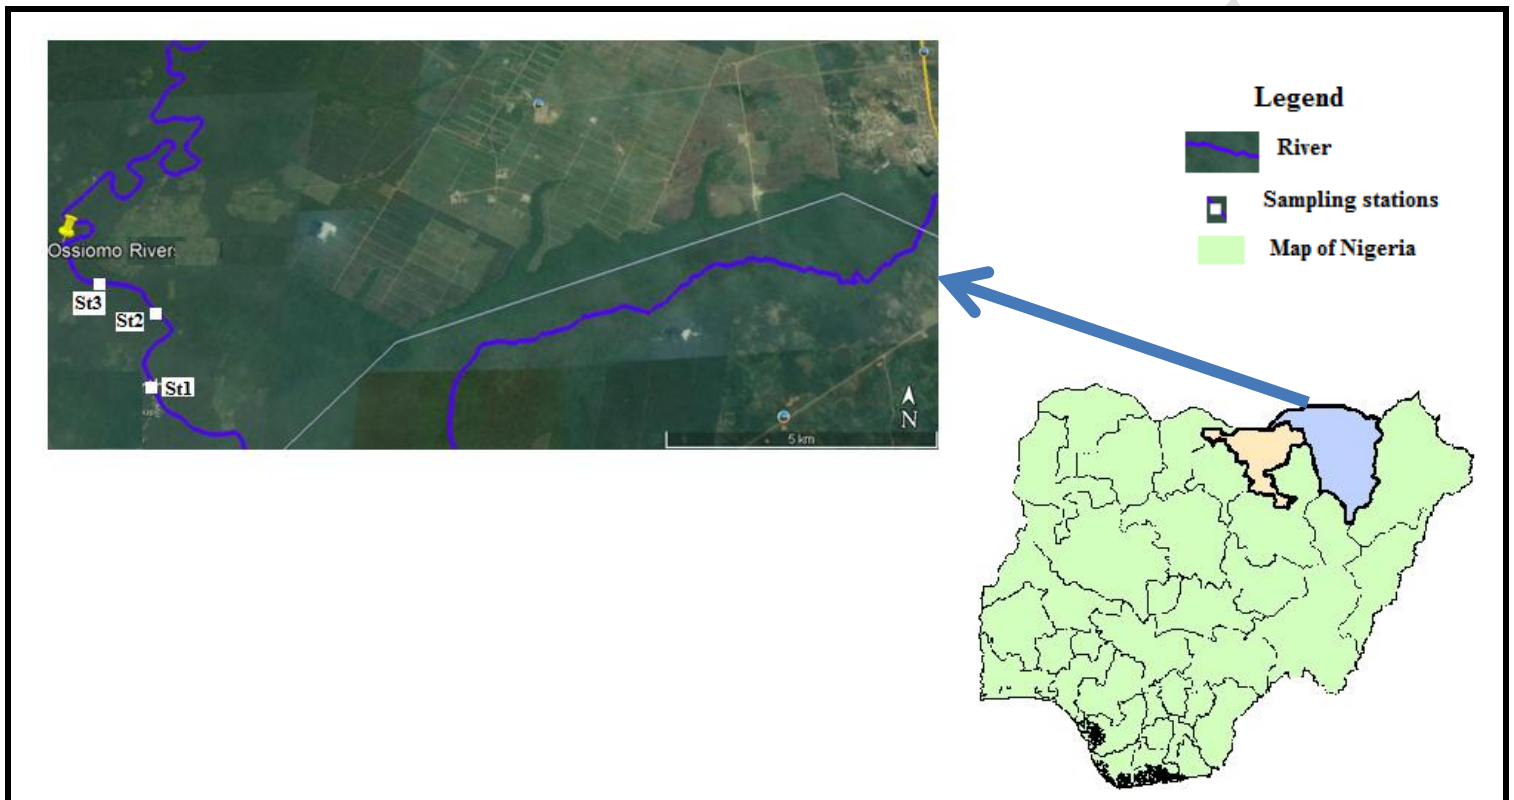 Legend
River
Sampling stations
Map of Nigeria
Ossiomo River
St3
St2
St1
N
5 km